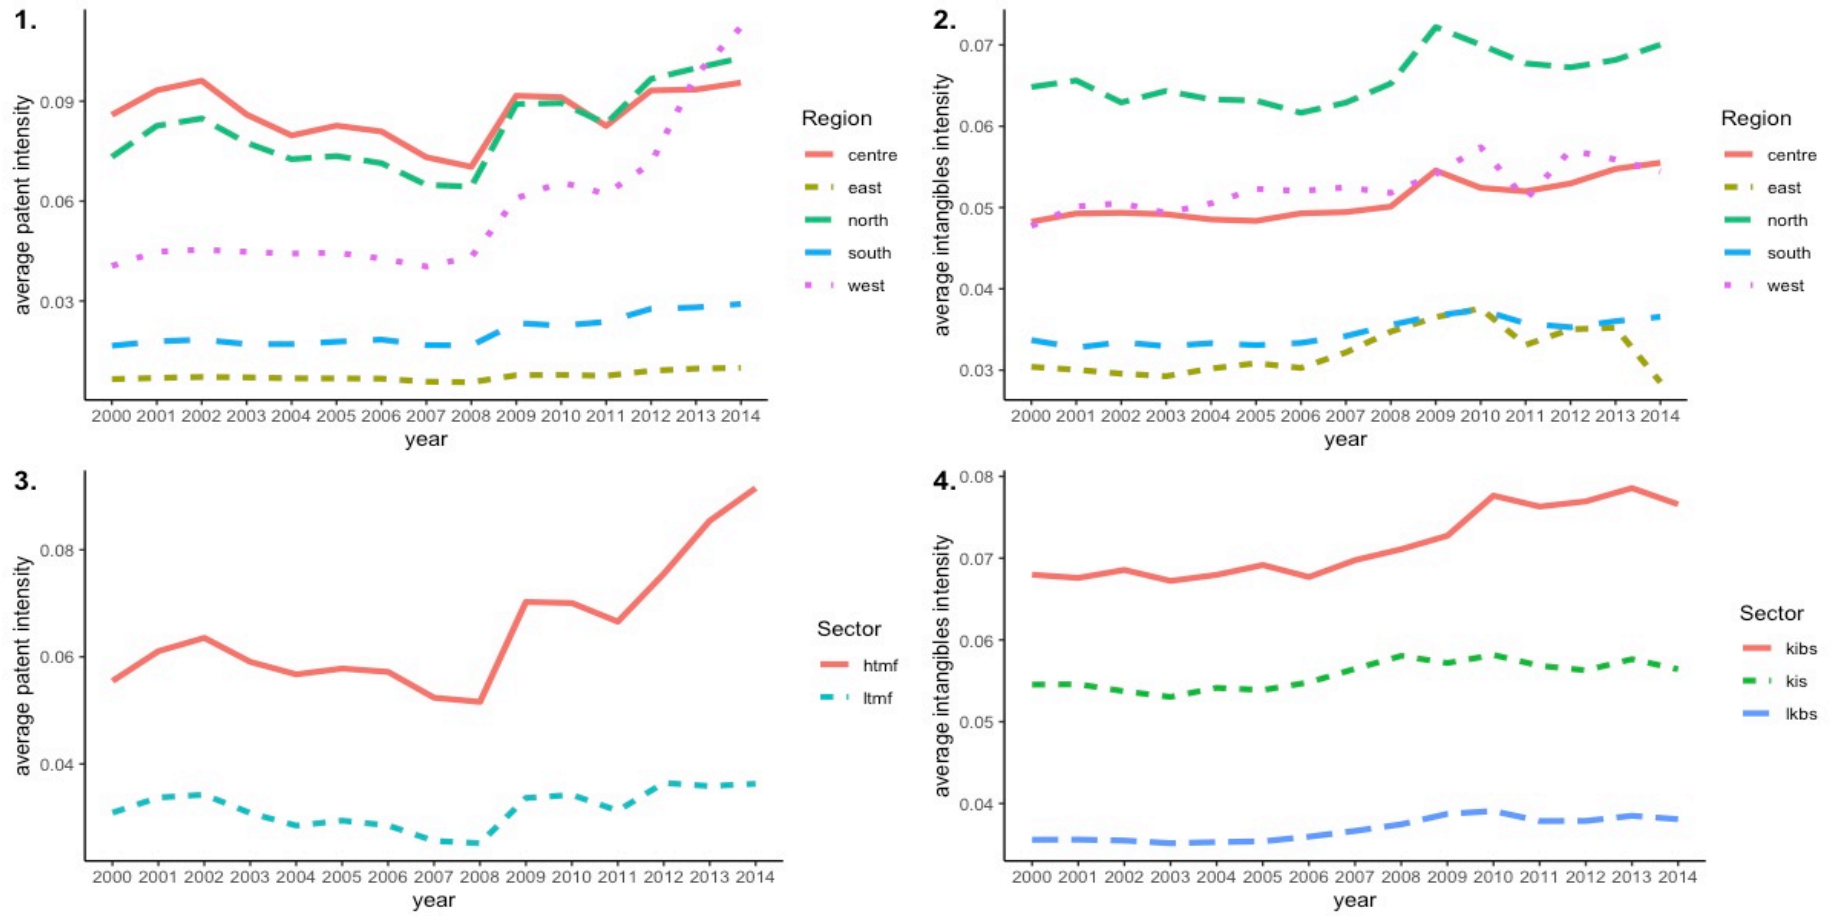 1.
average patent intensity
0.09
0.06
0.03
2000 2001 2002 2003 2004 2005 2006 2007 2008 2009 2010 2011 2012 2013 2014
year
Region
centre
east
north
south
west
2.
average intangibles intensity
0.07
0.06
0.05
0.04
0.03
2000 2001 2002 2003 2004 2005 2006 2007 2008 2009 2010 2011 2012 2013 2014
year
Region
centre
east
north
south
west
3.
average patent intensity
0.08
0.06
0.04
2000 2001 2002 2003 2004 2005 2006 2007 2008 2009 2010 2011 2012 2013 2014
year
Sector
htmf
ltmf
4.
average intangibles intensity
0.08
0.07
0.06
0.05
0.04
2000 2001 2002 2003 2004 2005 2006 2007 2008 2009 2010 2011 2012 2013 2014
year
Sector
kibs
kis
lkbs